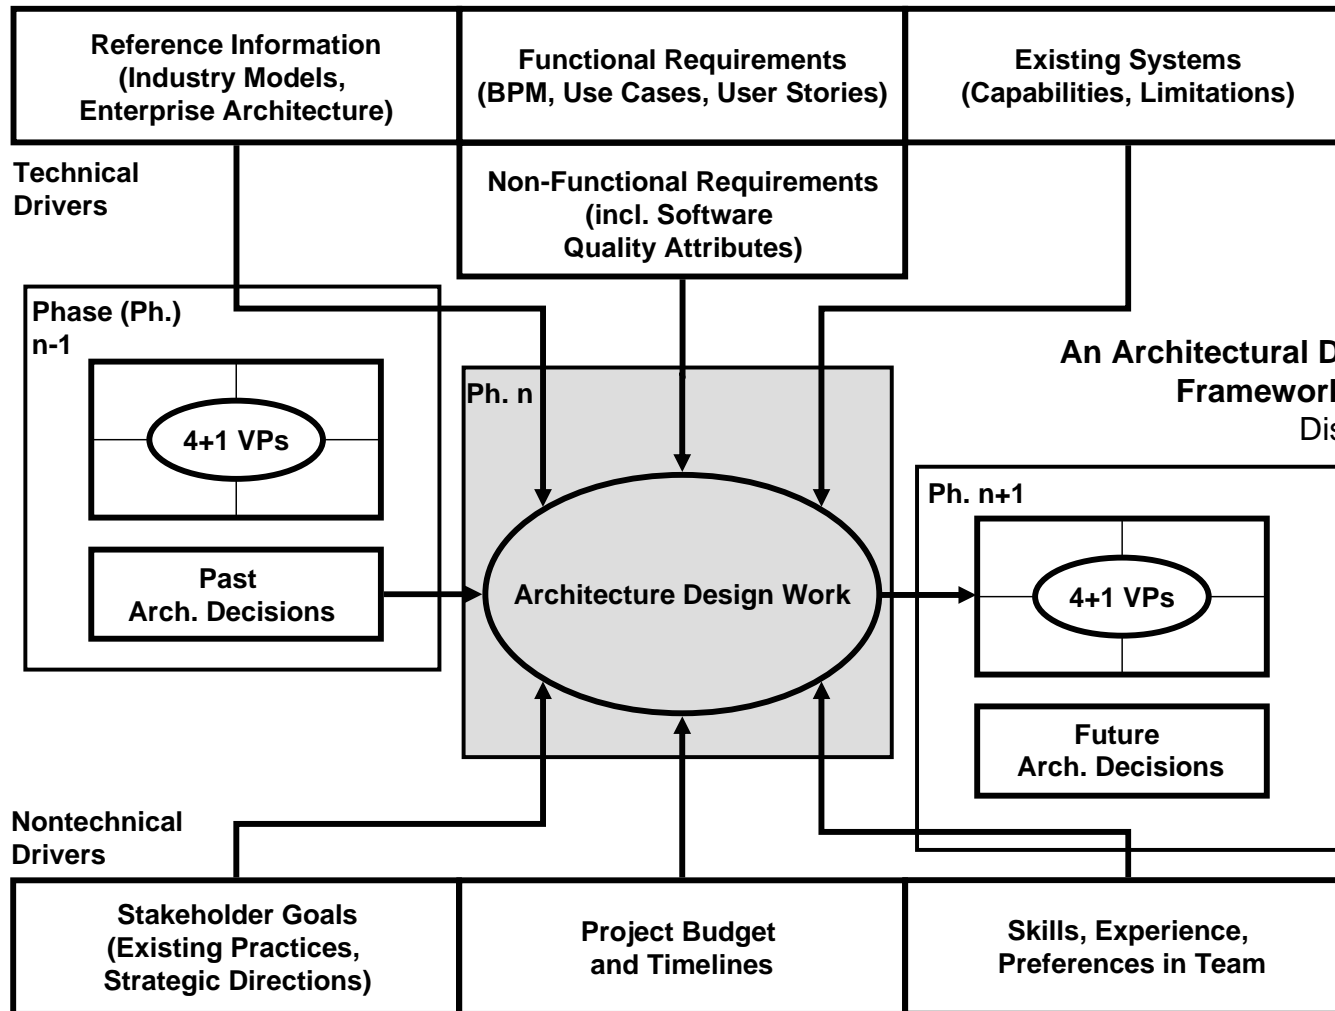 Reference Information
(Industry Models,
Enterprise Architecture)
Functional Requirements
(BPM, Use Cases, User Stories)
Existing Systems
(Capabilities, Limitations)
Technical
Drivers
Non-Functional Requirements
(incl. Software
Quality Attributes)
Phase (Ph.)
n-1
4+1 VPs
Past
Arch. Decisions
Ph. n
Architecture Design Work
An Architectural D
Framework
Dis
Ph. n+1
4+1 VPs
Future
Arch. Decisions
Nontechnical
Drivers
Stakeholder Goals
(Existing Practices,
Strategic Directions)
Project Budget
and Timelines
Skills, Experience,
Preferences in Team